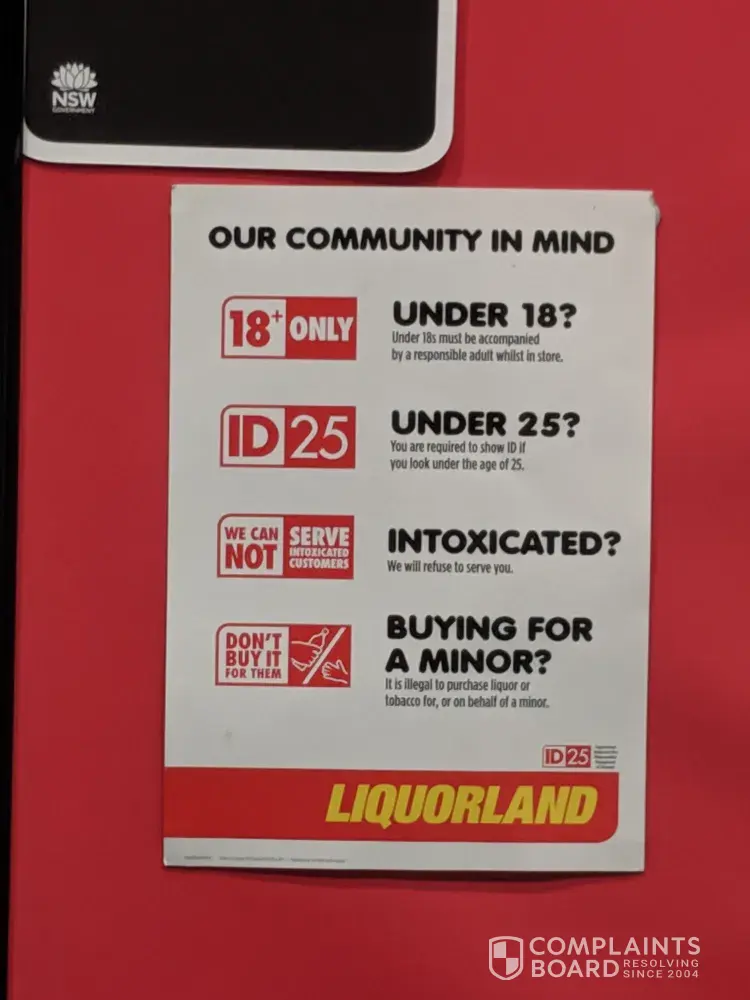 NSW
GOVERNMENT
OUR COMMUNITY IN MIND
18+ ONLY
UNDER 18?
Under 18s must be accompanied
by a responsible adult whilst in store.
ID 25
UNDER 25?
You are required to show ID if
you look under the age of 25.
WE CAN
NOT
SERVE
INTOXICATED
CUSTOMERS
INTOXICATED?
We will refuse to serve you.
DON'T
BUY IT
FOR THEM
BUYING FOR
A MINOR?
It is illegal to purchase liquor or
tobacco for, or on behalf of a minor.
ID 25
LIQUORLAND
COMPLAINTS
BOARD RESOLVING
SINCE 2004